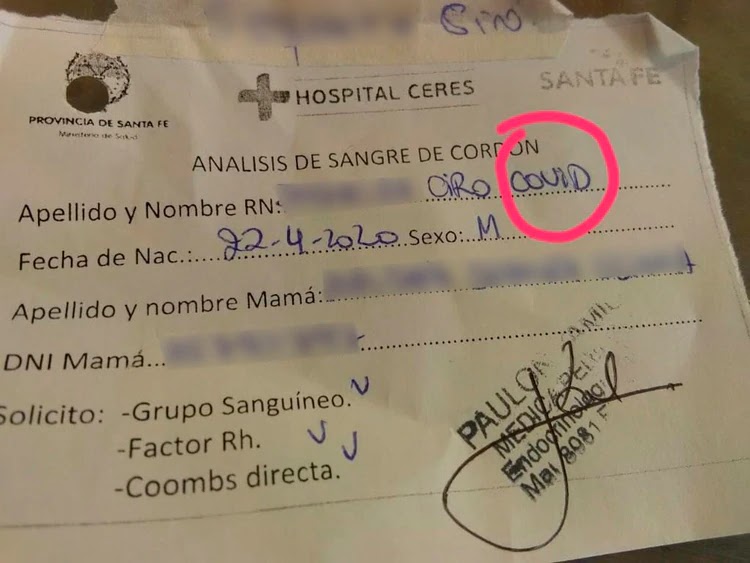 SANTA FE
PROVINCIA DE SANTA FE
Ministerio de Salud
HOSPITAL CERES
ANALISIS DE SANGRE DE CORDON
Apellido y Nombre RN: CIRO COVID
Fecha de Nac.:....22-4-2020 Sexo: M
Apellido y nombre Mamá:
DNI Mamá...
Solicito: -Grupo Sanguíneo.
-Factor Rh.
-Coombs directa.